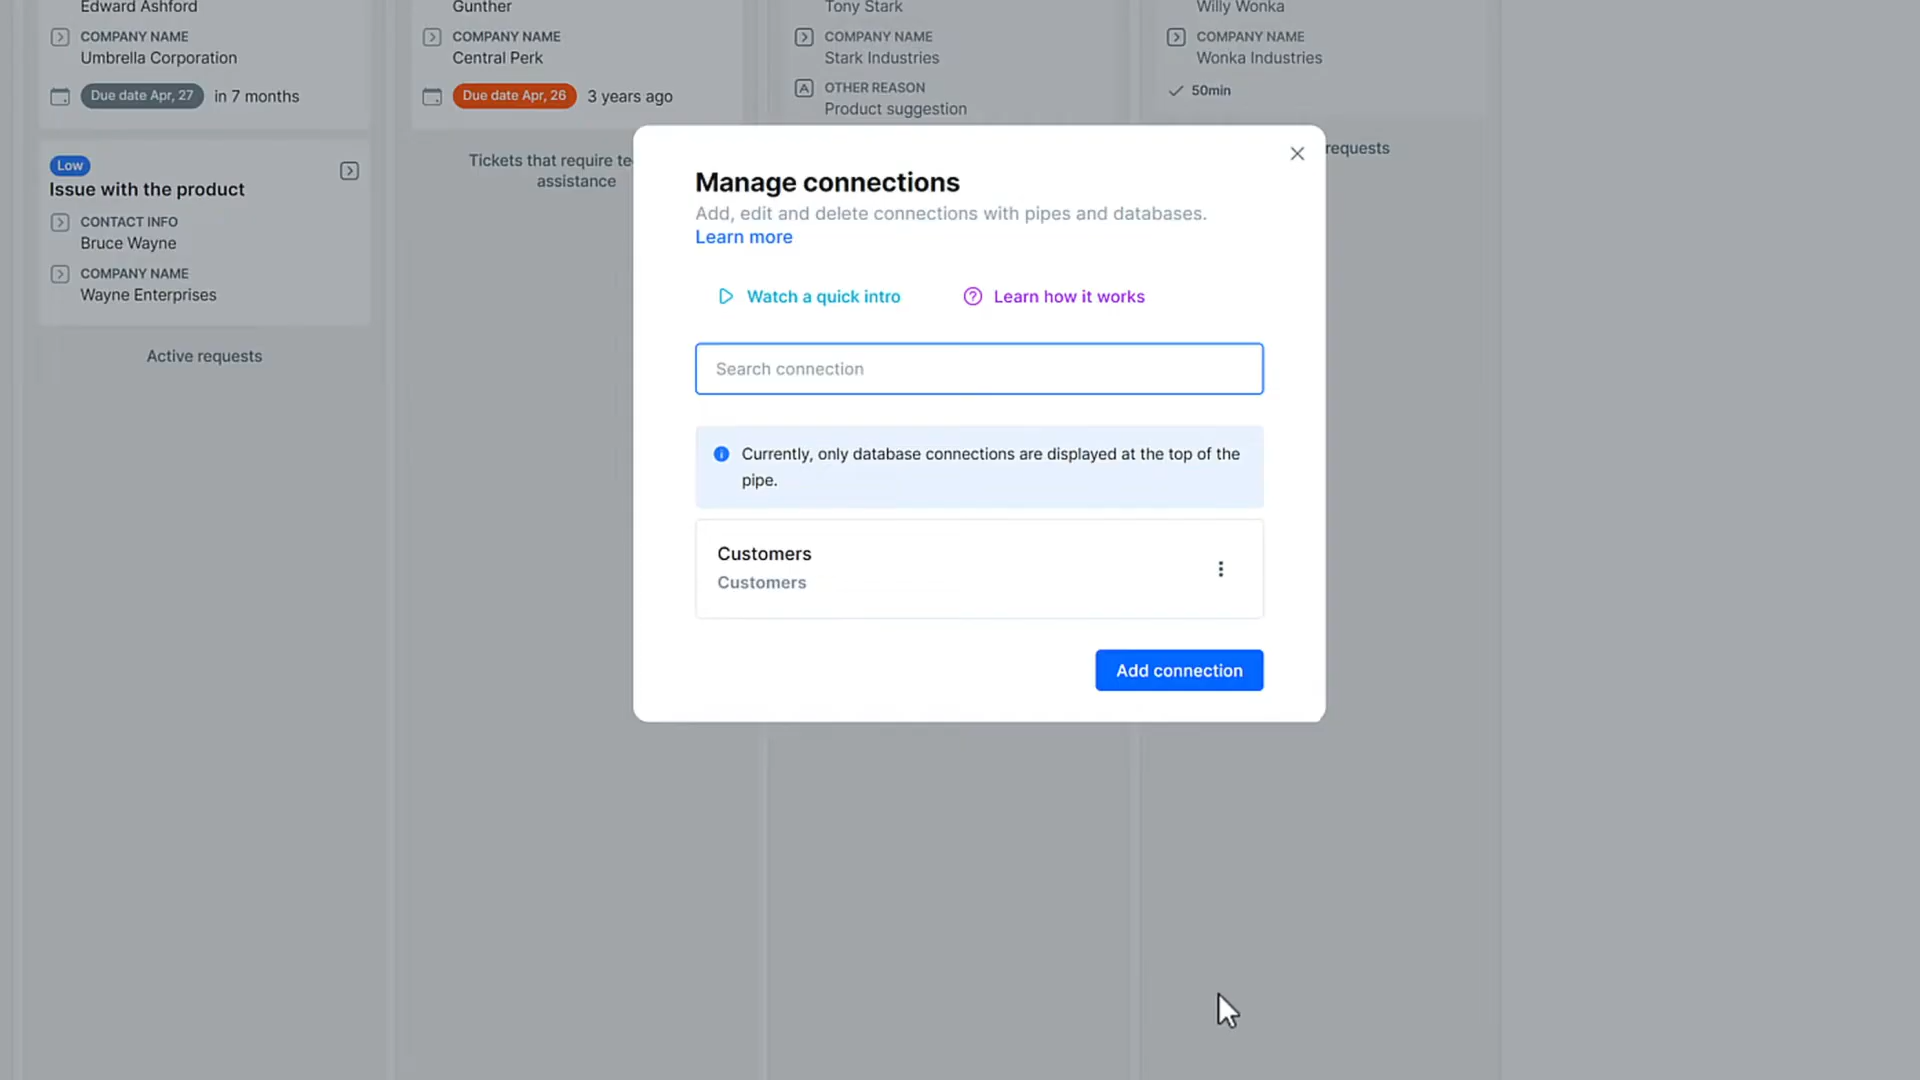 Edward Ashford
COMPANY NAME
Umbrella Corporation
Due date Apr, 27 in 7 months
Low
Issue with the product
CONTACT INFO
Bruce Wayne
COMPANY NAME
Wayne Enterprises
Active requests
Gunther
COMPANY NAME
Central Perk
Due date Apr, 26 3 years ago
Tickets that require te
assistance
Tony Stark
COMPANY NAME
Stark Industries
OTHER REASON
Product suggestion
Willy Wonka
COMPANY NAME
Wonka Industries
50min
requests
Manage connections
Add, edit and delete connections with pipes and databases.
Learn more
Watch a quick intro
Learn how it works
Search connection
Currently, only database connections are displayed at the top of the
pipe.
Customers
Customers
Add connection